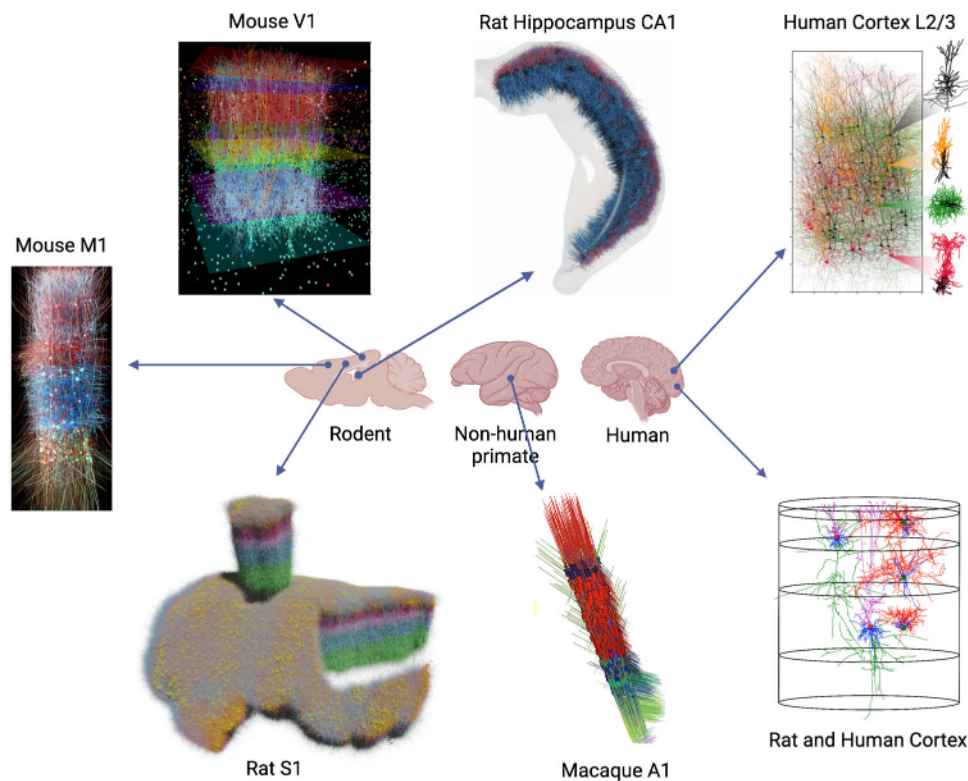 Mouse V1
Rat Hippocampus CA1
Human Cortex L2/3
Mouse M1
Rodent
Non-human
primate
Human
Rat S1
Macaque A1
Rat and Human Cortex